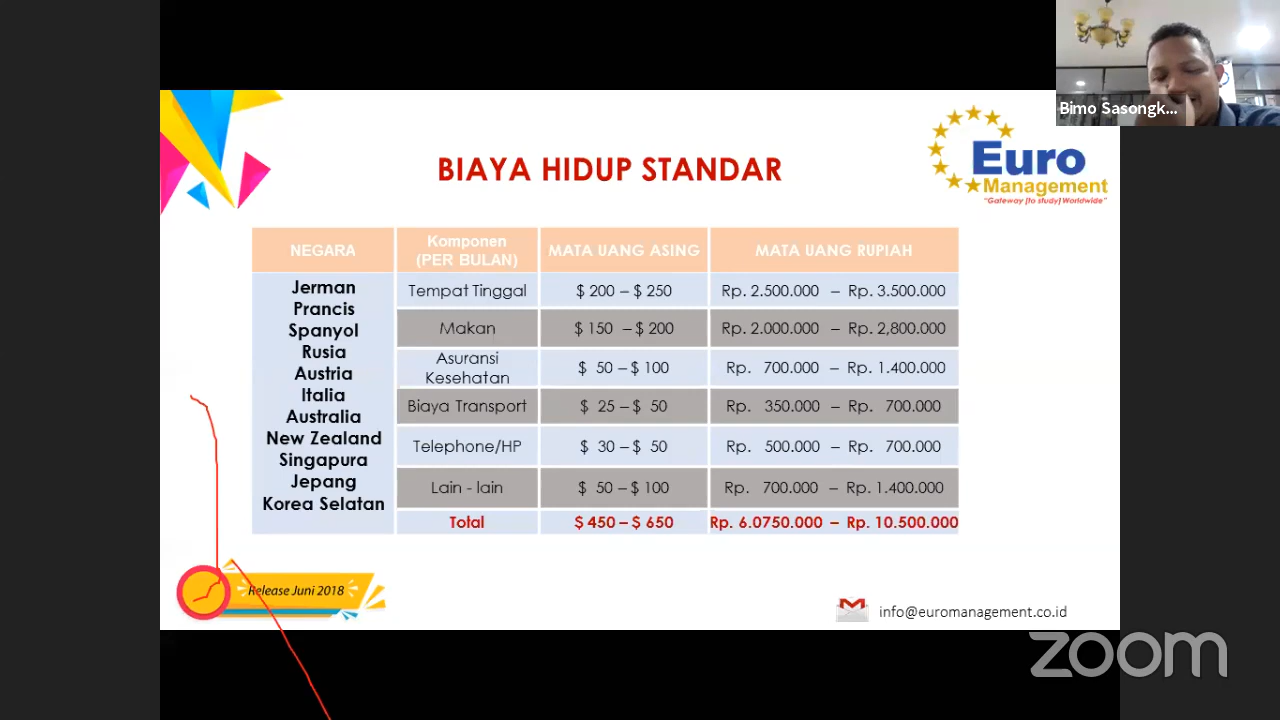 Bimo Sasongk...
BIAYA HIDUP STANDAR
Euro
Management
"Gateway [to study] Worldwide"
NEGARA
Komponen
(PER BULAN)
MATA UANG ASING
MATA UANG RUPIAH
Jerman
Prancis
Spanyol
Rusia
Austria
Italia
Australia
New Zealand
Singapura
Jepang
Korea Selatan
Tempat Tinggal $ 200 – $ 250 Rp. 2.500.000 – Rp. 3.500.000
Makan $ 150 – $ 200 Rp. 2.000.000 – Rp. 2,800.000
Asuransi
Kesehatan
$ 50 – $ 100 Rp. 700.000 – Rp. 1.400.000
Biaya Transport $ 25 – $ 50 Rp. 350.000 – Rp. 700.000
Telephone/HP $ 30 – $ 50 Rp. 500.000 – Rp. 700.000
Lain - lain $ 50 – $ 100 Rp. 700.000 – Rp. 1.400.000
Total $ 450 – $ 650 Rp. 6.0750.000 – Rp. 10.500.000
Release Juni 2018
info@euromanagement.co.id
zoom